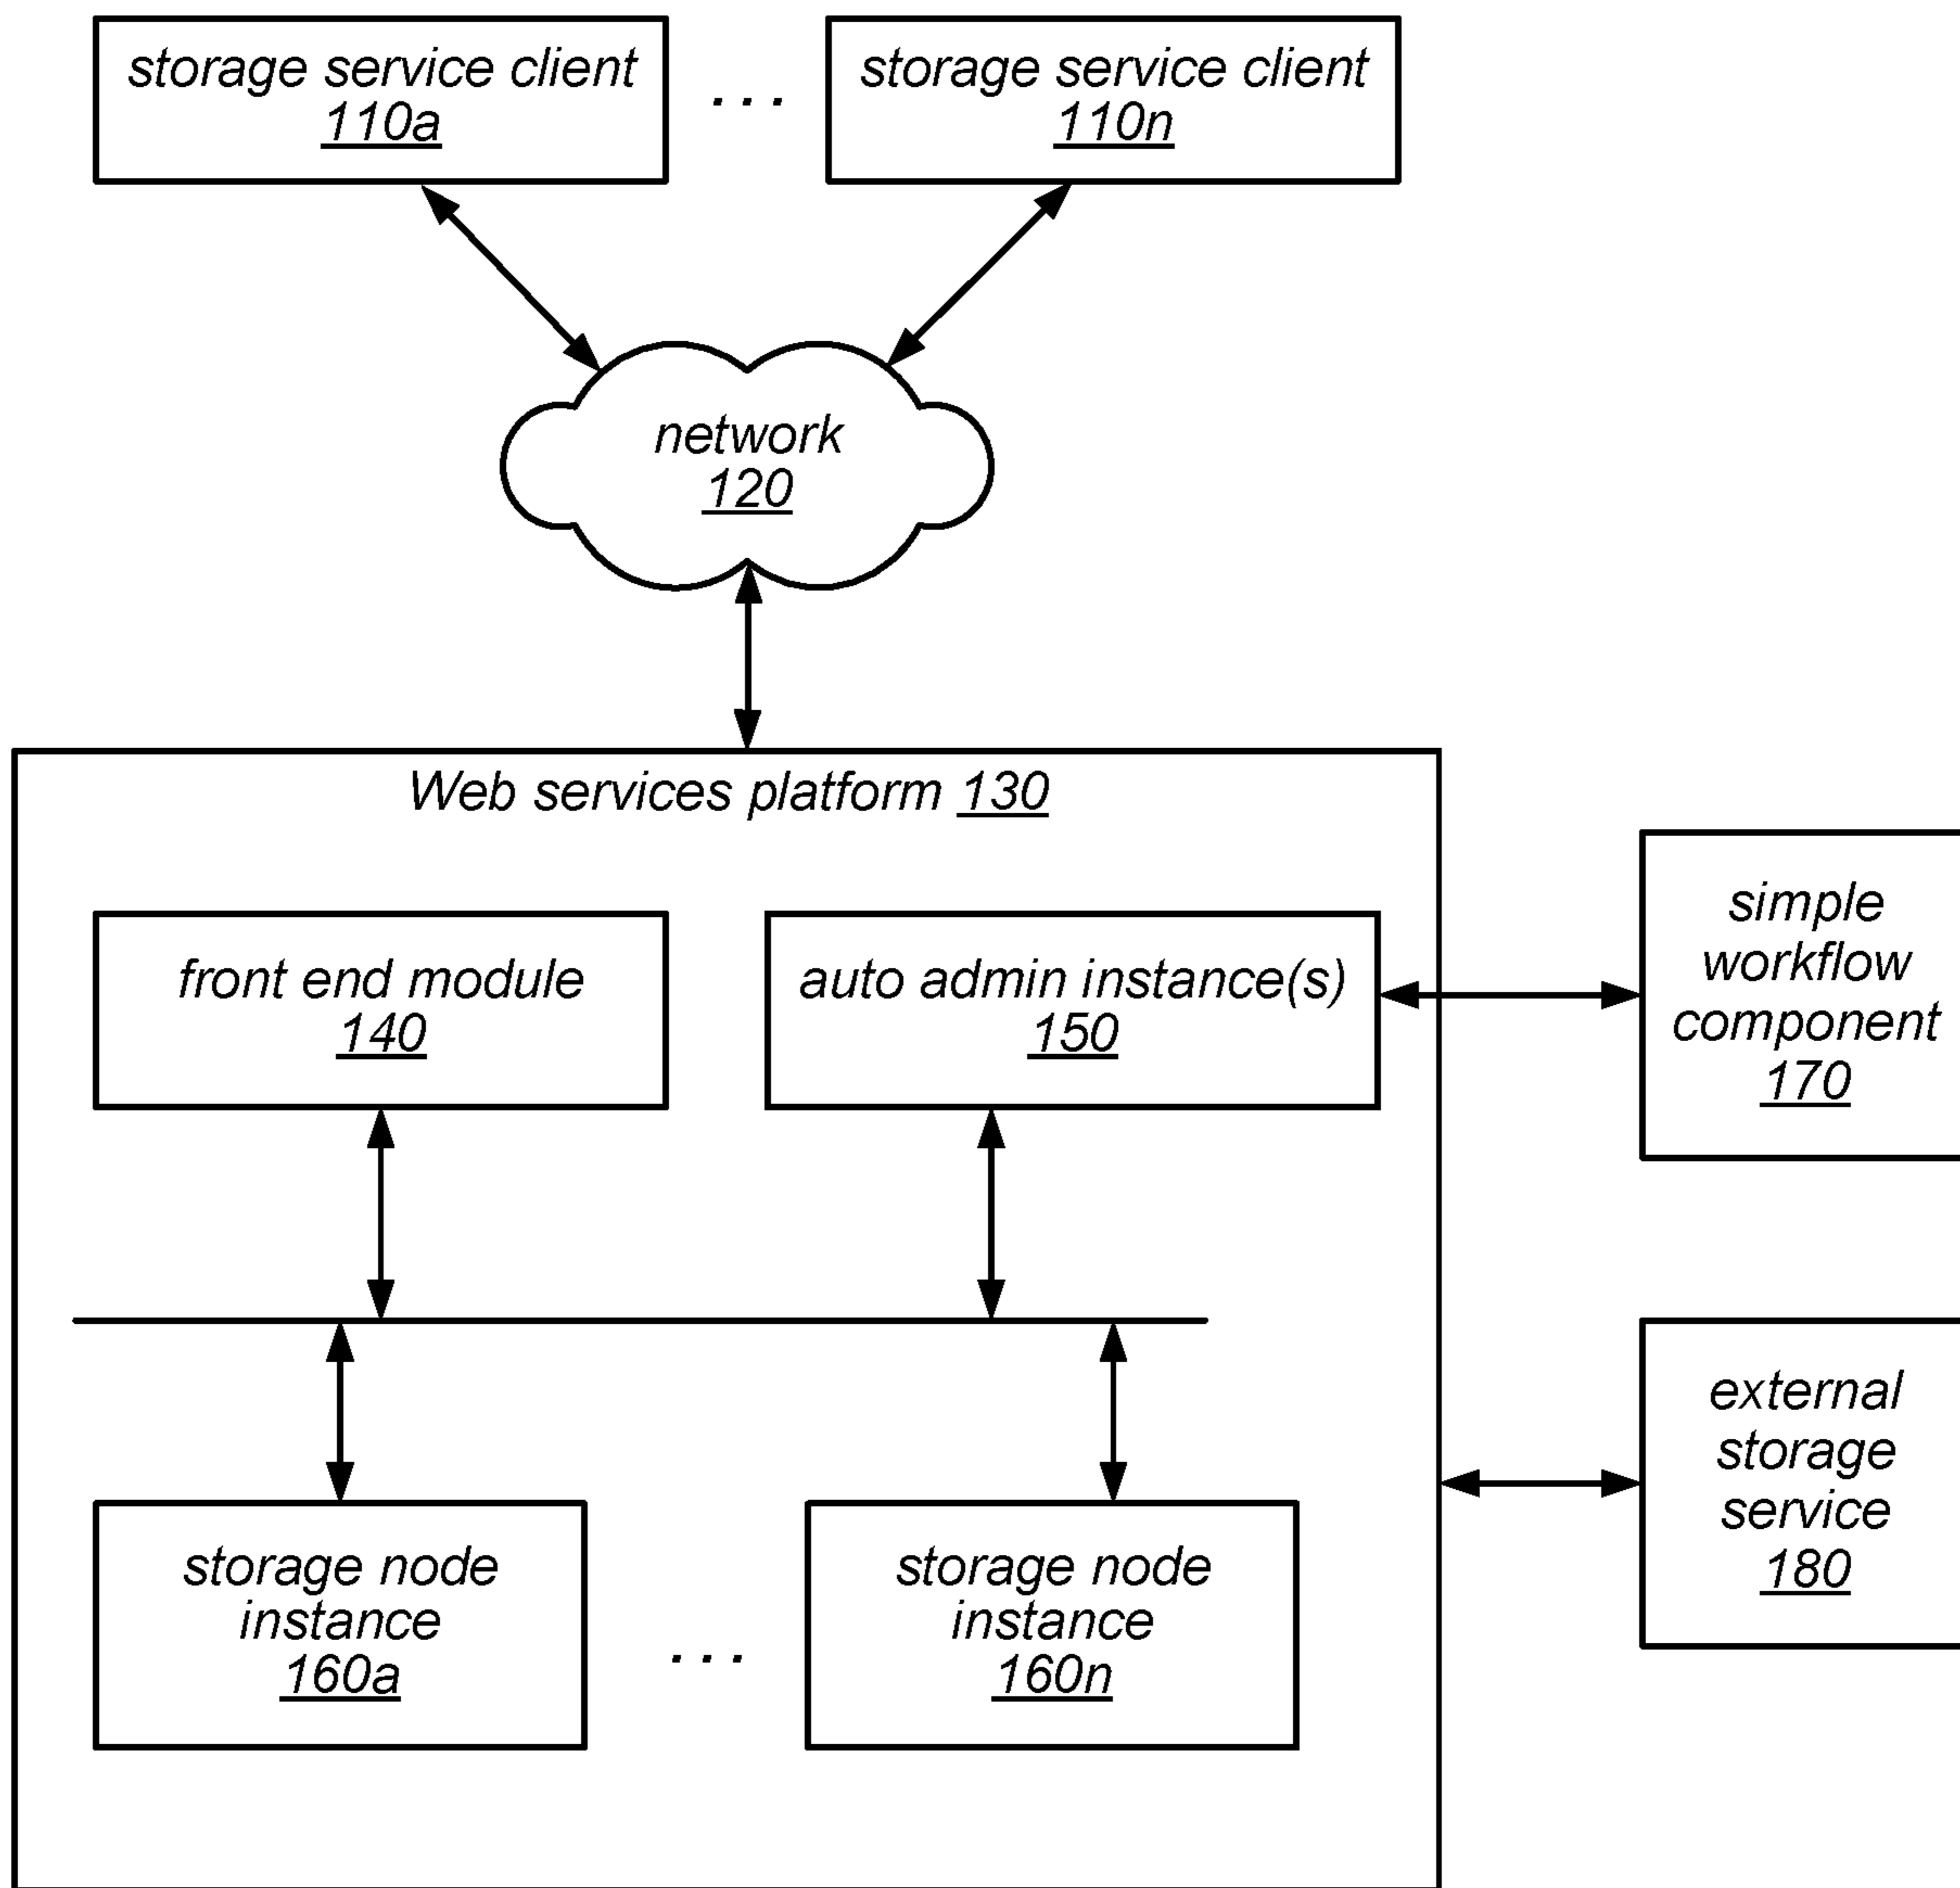 storage service client
110a
. . .
storage service client
110n
network
120
Web services platform 130
front end module
140
auto admin instance(s)
150
simple
workflow
component
170
external
storage
service
180
storage node
instance
160a
. . .
storage node
instance
160n